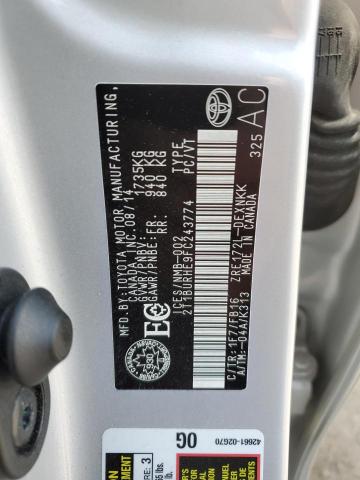 MFD.BY:TOYOTA MOTOR MANUFACTURING,
CANADA INC. 08/14
GVWR/PNBV: 1735KG
GAWR/PNBE:FR: 940 KG
RR: 840 KG
ICES/NMB-002 TYPE
2T1BURHE9FC243774 PC/VT
C/TR:1F7/FB16 ZRE172L-DEXNKK
A/TM:-04A/K313 MADE IN CANADA
325 AC
42661-02G70
0G